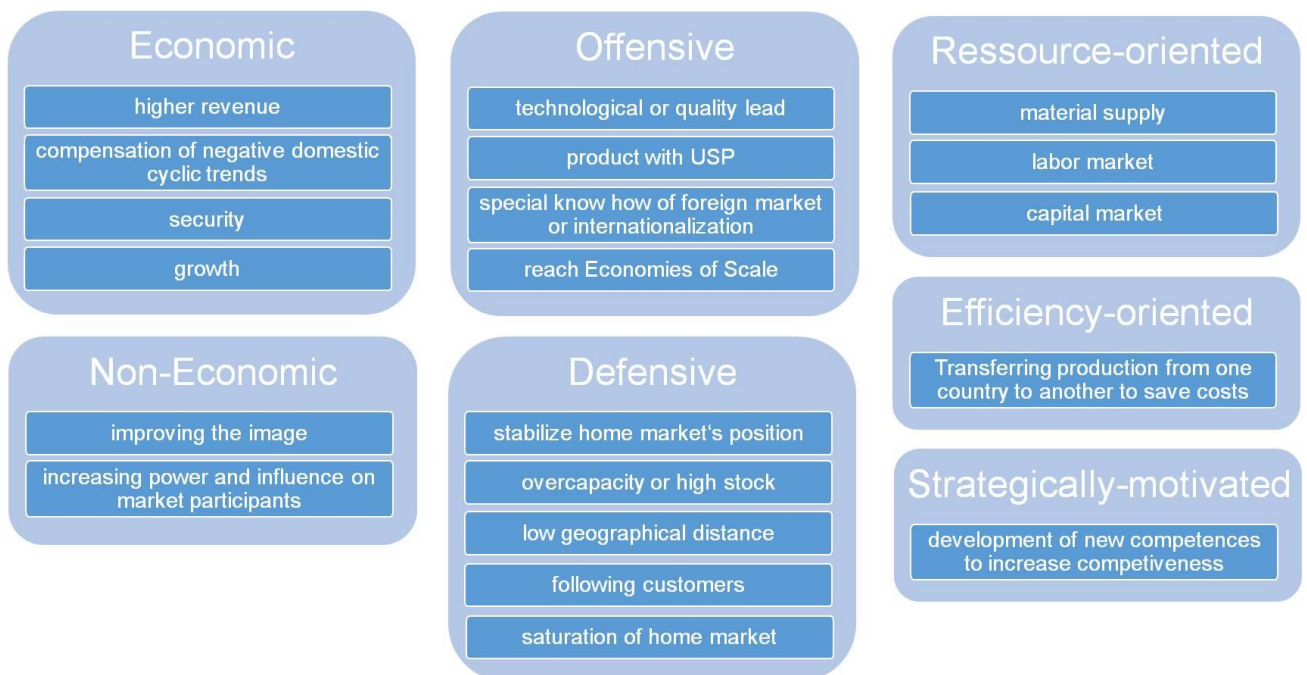 Economic
higher revenue
compensation of negative domestic
cyclic trends
security
growth
Non-Economic
improving the image
increasing power and influence on
market participants
Offensive
technological or quality lead
product with USP
special know how of foreign market
or internationalization
reach Economies of Scale
Defensive
stabilize home market‘s position
overcapacity or high stock
low geographical distance
following customers
saturation of home market
Ressource-oriented
material supply
labor market
capital market
Efficiency-oriented
Transferring production from one
country to another to save costs
Strategically-motivated
development of new competences
to increase competiveness